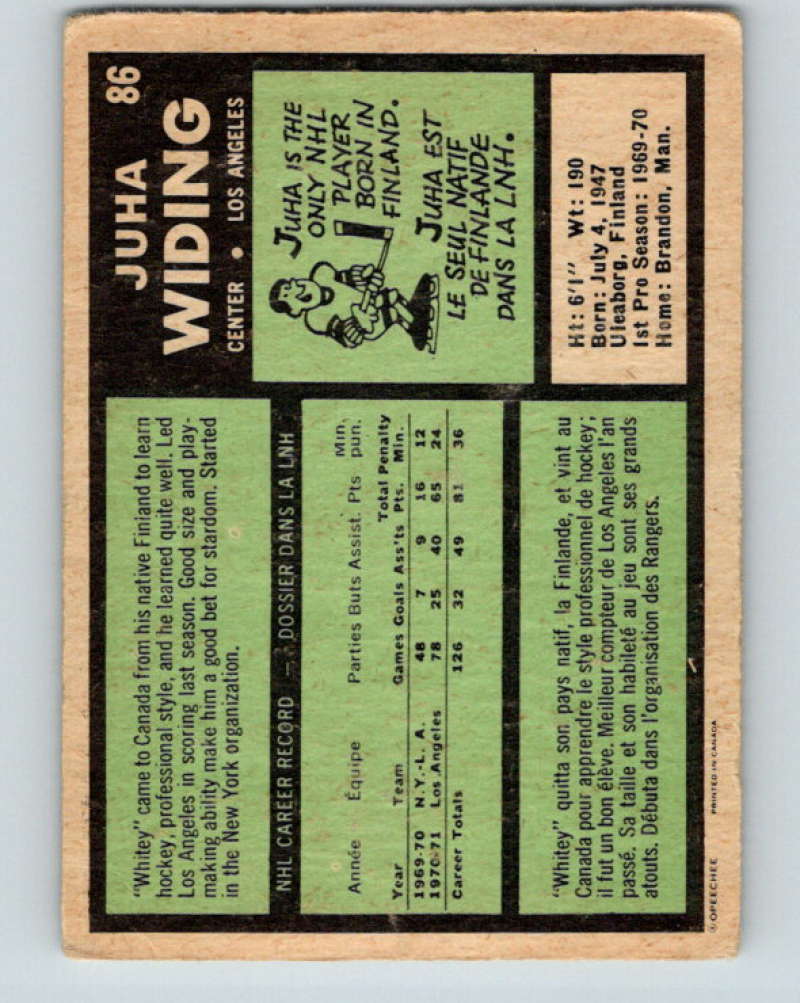 86
JUHA
WIDING
CENTER • LOS ANGELES
JUHA IS THE
ONLY NHL
PLAYER
BORN IN
FINLAND.
JUHA EST
LE SEUL NATIF
DE FINLANDE
DANS LA LNH.
Ht: 6'1" Wt: 190
Born: July 4, 1947
Uleaborg, Finland
1st Pro Season: 1969-70
Home: Brandon, Man.
"Whitey" came to Canada from his native Finland to learn
hockey, professional style, and he learned quite well. Led
Los Angeles in scoring last season. Good size and play-
making ability make him a good bet for stardom. Started
in the New York organization.
NHL CAREER RECORD — DOSSIER DANS LA LNH
Année Équipe Parties Buts Assist. Pts Min. pun.
Year Team Games Goals Ass'ts Total Pts. Penalty Min.
1969-70 N.Y.-L. A. 48 7 9 16 12
1970-71 Los Angeles 78 25 40 65 24
Career Totals 126 32 49 81 36
"Whitey" quitta son pays natif, la Finlande, et vint au
Canada pour apprendre le style professionnel de hockey;
il fut un bon élève. Meilleur compteur de Los Angeles l'an
passé. Sa taille et son habileté au jeu sont ses grands
atouts. Débuta dans l'organisation des Rangers.
© OPEECHEE PRINTED IN CANADA